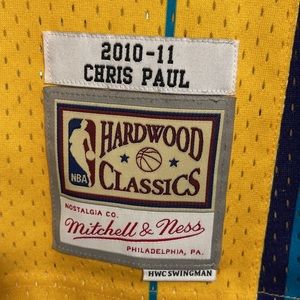 2010-11
CHRIS PAUL
HARDWOOD
NBA
CLASSICS
NOSTALGIA CO.
Mitchell & Ness
PHILADELPHIA, PA.
HWC SWINGMAN